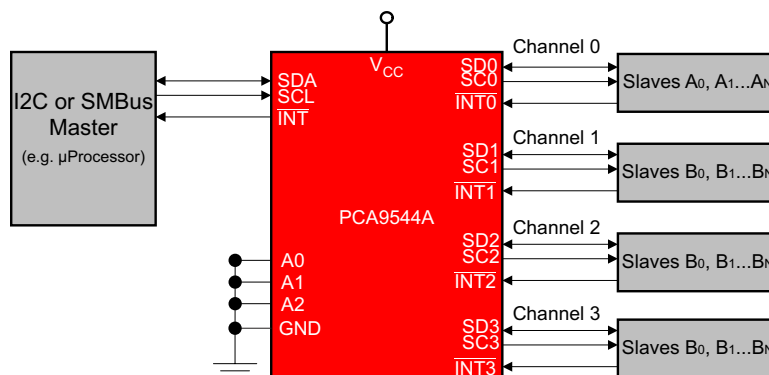 Channel 0
V CC
SDA
SCL
INT
I2C or SMBus
Master
(e.g. µProcessor)
SD0
SC0
INT0
Slaves A0, A1...AN
Channel 1
SD1
SC1
INT1
Slaves B0, B1...BN
PCA9544A
Channel 2
SD2
SC2
INT2
Slaves B0, B1...BN
A0
A1
A2
GND
Channel 3
SD3
SC3
INT3
Slaves B0, B1...BN